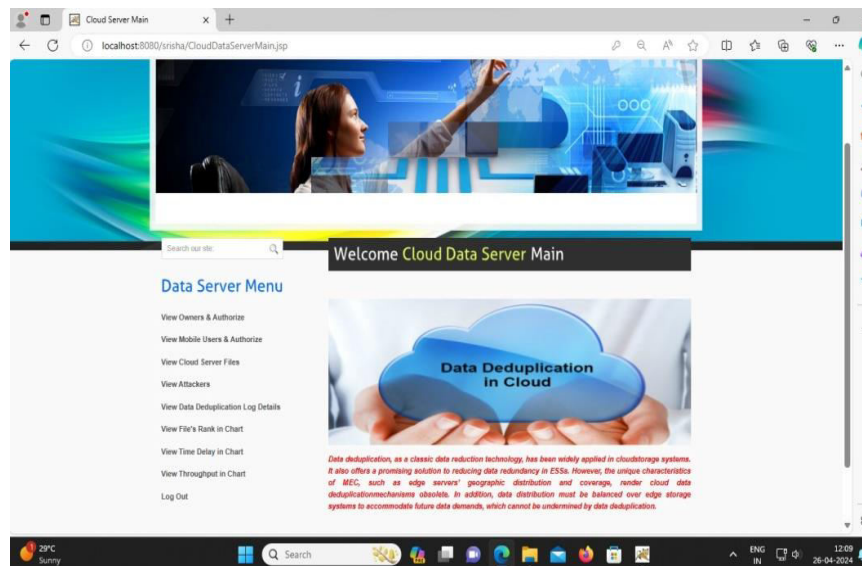 Cloud Server Main
localhost:8080/srisha/CloudDataServerMain.jsp
Search our site:
Welcome Cloud Data Server Main
Data Server Menu
View Owners & Authorize
View Mobile Users & Authorize
View Cloud Server Files
View Attackers
View Data Deduplication Log Details
View File's Rank in Chart
View Time Delay in Chart
View Throughput in Chart
Log Out
Data Deduplication
in Cloud
Data deduplication, as a classic data reduction technology, has been widely applied in cloudstorage systems.
It also offers a promising solution to reducing data redundancy in ESSs. However, the unique characteristics
of MEC, such as edge servers' geographic distribution and coverage, render cloud data
deduplicationmechanisms obsolete. In addition, data distribution must be balanced over edge storage
systems to accommodate future data demands, which cannot be undermined by data deduplication.
1
29°C
Sunny
Search
ENG
IN
12:09
26-04-2024